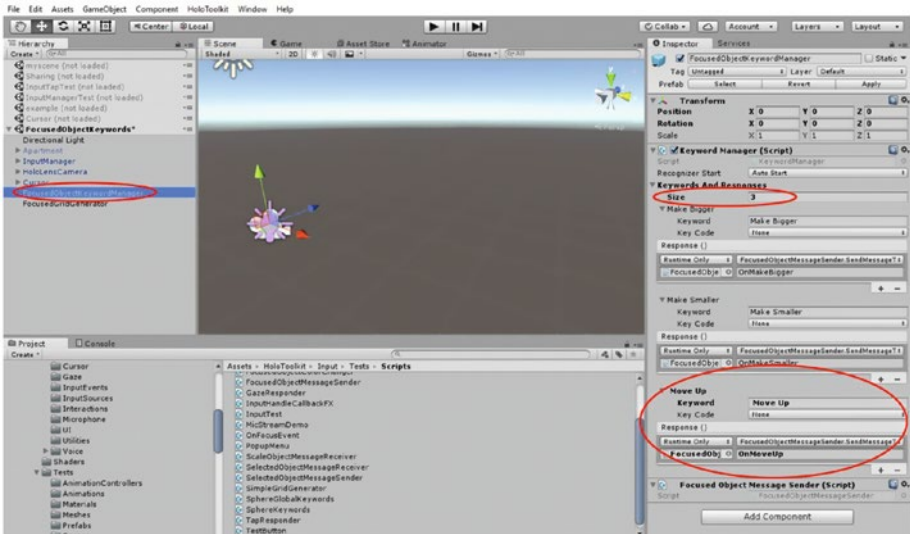 File Edit Assets GameObject Component HoloToolkit Window Help
Center Local
Collab Account Layers Layout
Hierarchy
Create
myscene (not loaded)
Sharing (not loaded)
InputTapTest (not loaded)
InputManagerTest (not loaded)
example (not loaded)
Cursor (not loaded)
FocusedObjectKeywords*
Directional Light
Apartment
InputManager
HoloLensCamera
Cursor
FocusedObjectKeywordManager
FocusedGridGenerator
Scene Game Asset Store Animator
Shaded 2D Gizmos
Project Console
Create
Cursor
Gaze
InputEvents
InputSources
Interactions
Microphone
UI
Utilities
Voice
Shaders
Tests
AnimationControllers
Animations
Materials
Meshes
Prefabs
Assets Holotoolkit Input Tests Scripts
FocusedObjectMessageSender
GazeResponder
InputHandleCallbackFX
InputTest
MicStreamDemo
OnFocusEvent
PopupMenu
ScaleObjectMessageReceiver
SelectedObjectMessageReceiver
SelectedObjectMessageSender
SimpleGridGenerator
SphereGlobalKeywords
SphereKeywords
TapResponder
TestButton
Inspector Services
FocusedObjectKeywordManager Static
Tag Untagged Layer Default
Prefab Select Revert Apply
Transform
Position X 0 Y 0 Z 0
Rotation X 0 Y 0 Z 0
Scale X 1 Y 1 Z 1
Keyword Manager (Script)
Script KeywordManager
Recognizer Start Auto Start
Keywords And Responses
Size 3
Make Bigger
Keyword Make Bigger
Key Code None
Response ()
Runtime Only FocusedObjectMessageSender.SendMessageT
FocusedObje OnMakeBigger
+ −
Make Smaller
Keyword Make Smaller
Key Code None
Response ()
Runtime Only FocusedObjectMessageSender.SendMessageT
FocusedObje OnMakeSmaller
+ −
Move Up
Keyword Move Up
Key Code None
Response ()
Runtime Only FocusedObjectMessageSender.SendMessageT
FocusedObj OnMoveUp
+ −
Focused Object Message Sender (Script)
Script FocusedObjectMessageSender
Add Component